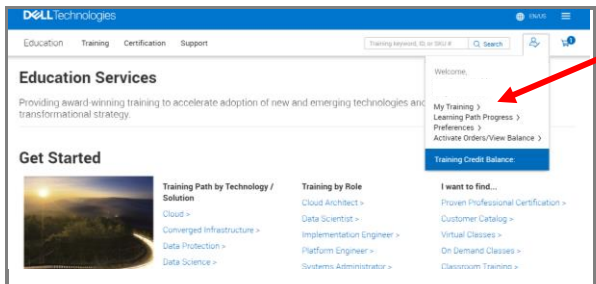 DELLTechnologies EN/US
Education Training Certification Support Training keyword, ID, or SKU # Search 1
Welcome,
Education Services
Providing award-winning training to accelerate adoption of new and emerging technologies and
transformational strategy.
My Training >
Learning Path Progress >
Preferences >
Activate Orders/View Balance >
Training Credit Balance:
Get Started
Training Path by Technology /
Solution
Cloud >
Converged Infrastructure >
Data Protection >
Data Science >
Training by Role
Cloud Architect >
Data Scientist >
Implementation Engineer >
Platform Engineer >
Systems Administrator >
I want to find...
Proven Professional Certification >
Customer Catalog >
Virtual Classes >
On Demand Classes >
Classroom Training >